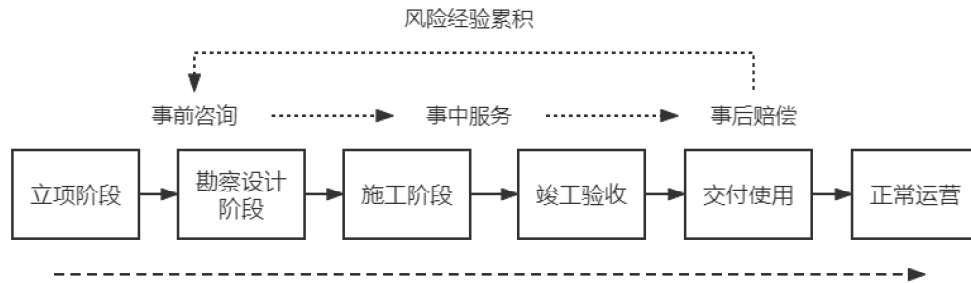 风险经验累积
事前咨询
事中服务
事后赔偿
立项阶段
勘察设计
阶段
施工阶段
竣工验收
交付使用
正常运营